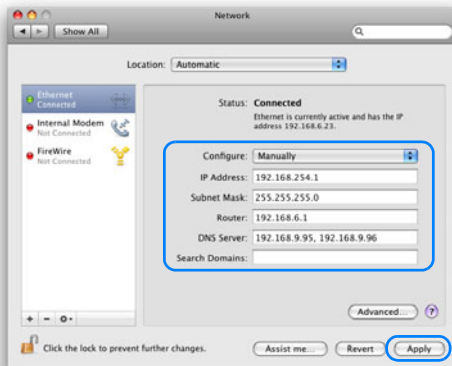 Network
Show All
Location: Automatic
Ethernet
Connected
Internal Modem
Not Connected
FireWire
Not Connected
Status: Connected
Ethernet is currently active and has the IP
address 192.168.6.23.
Configure: Manually
IP Address: 192.168.254.1
Subnet Mask: 255.255.255.0
Router: 192.168.6.1
DNS Server: 192.168.9.95, 192.168.9.96
Search Domains:
Advanced... ?
Click the lock to prevent further changes.
Assist me... Revert Apply